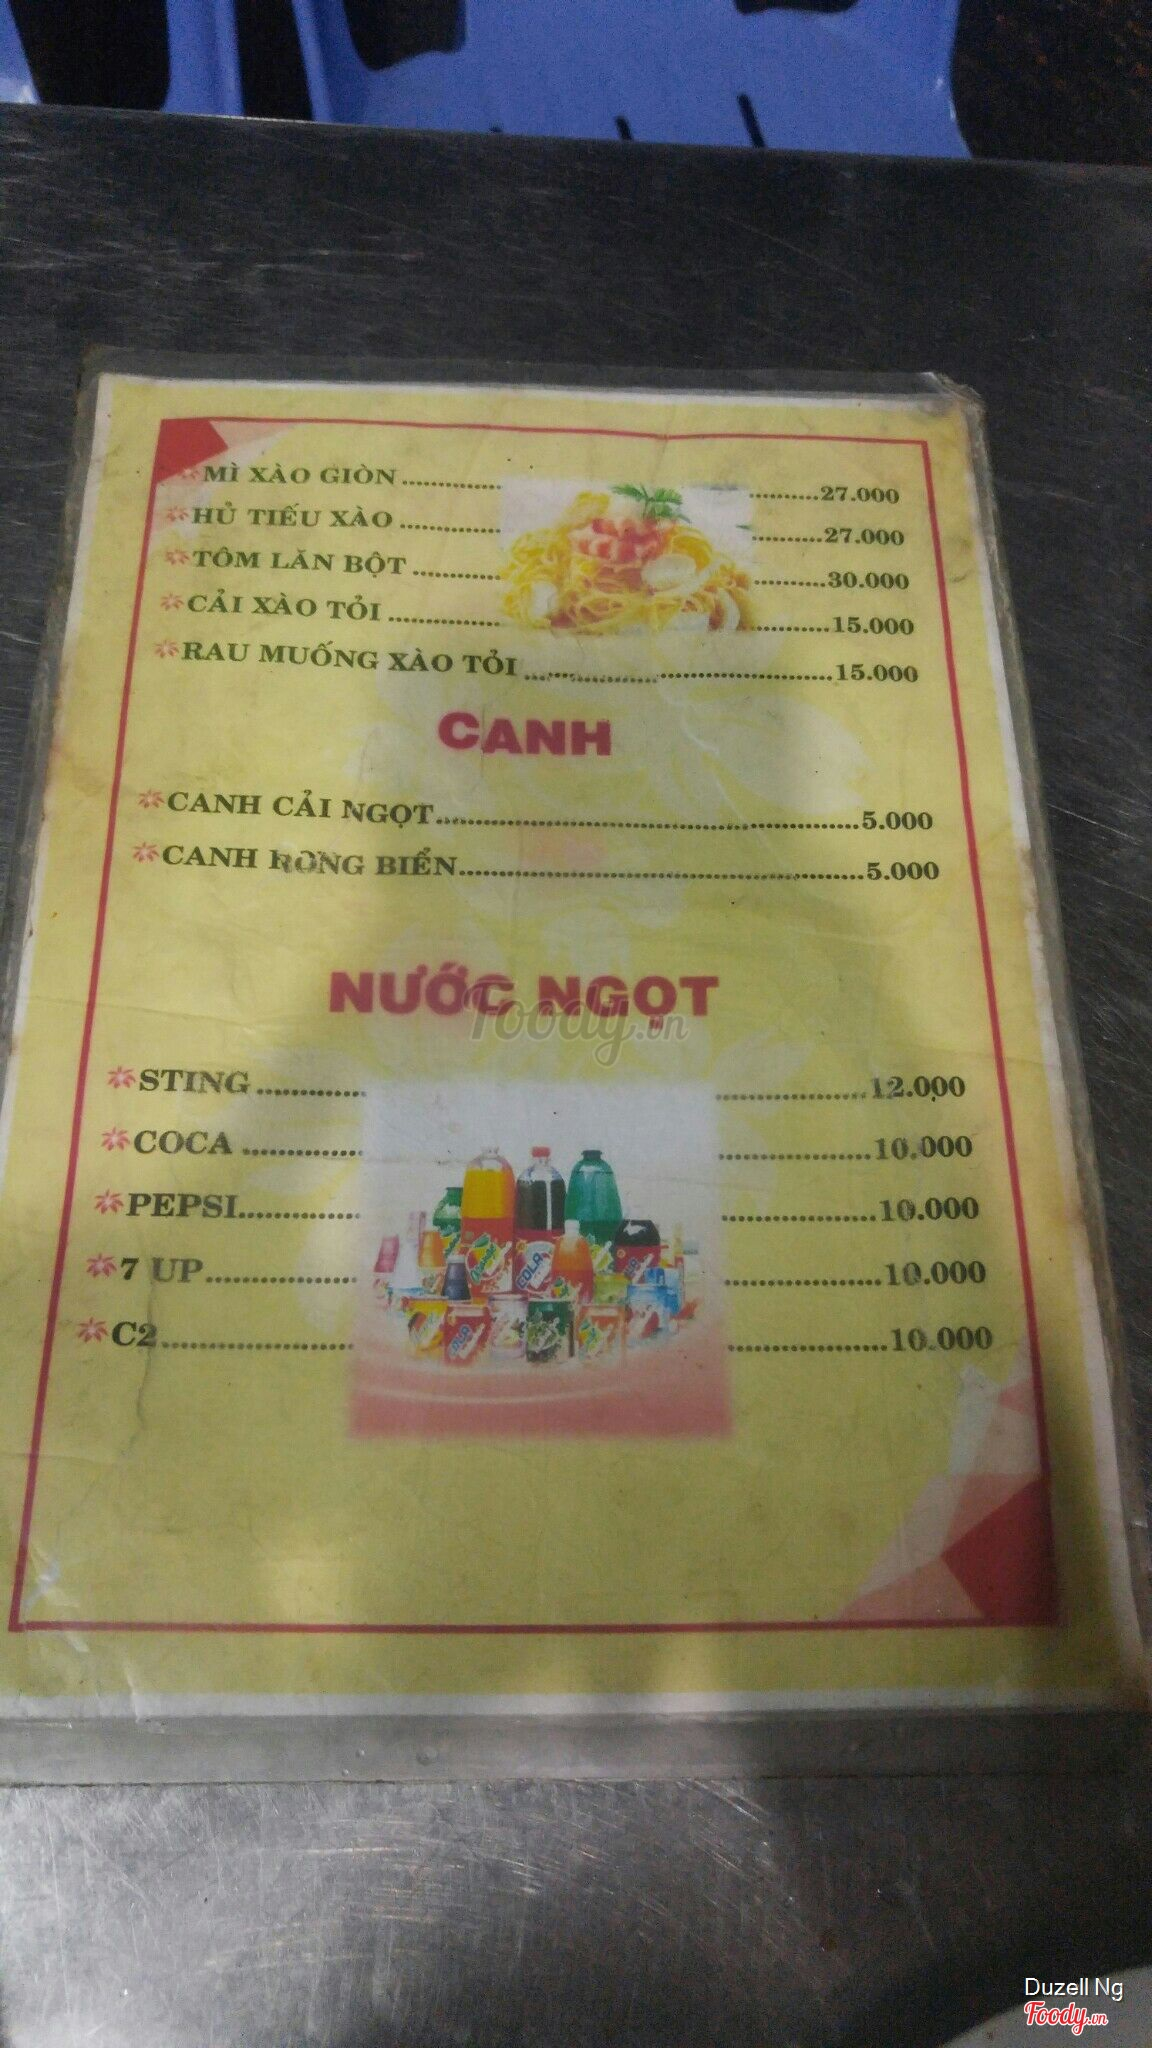 MÌ XÀO GIÒN..........27.000
HỦ TIẾU XÀO..........27.000
TÔM LĂN BỘT..........30.000
CẢI XÀO TỎI..........15.000
RAU MUỐNG XÀO TỎI..........15.000
CANH
CANH CẢI NGỌT..........5.000
CANH RONG BIỂN..........5.000
NƯỚC NGỌT
Foody.vn
STING..........12.000
COCA..........10.000
PEPSI..........10.000
7 UP..........10.000
C2..........10.000
COLA
COLA
Duzell Ng
Foody.vn